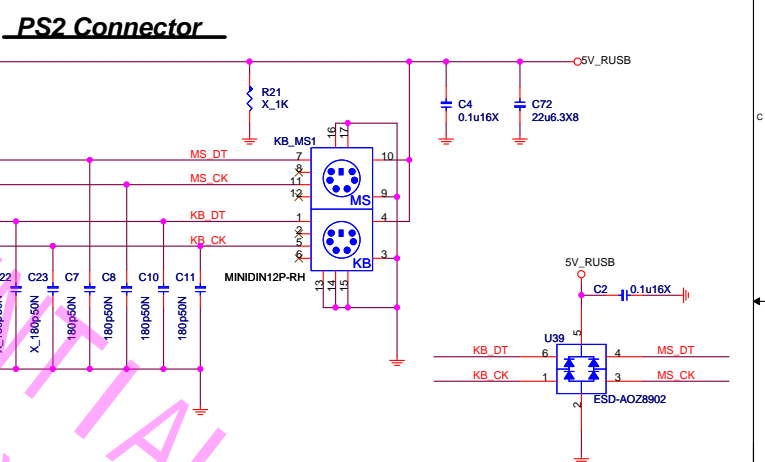 PS2 Connector
5V_RUSB
R21
X_1K
C4
0.1u16X
C72
22u6.3X8
C
KB_MS1
16
17
MS_DT
7
10
8
MS_CK
11
12
9
MS
KB_DT
1
4
2
KB_CK
5
6
3
KB
MINIDIN12P-RH
13
14
15
22
C23
C7
C8
C10
C11
X_180p50N
180p50N
180p50N
180p50N
180p50N
5V_RUSB
C2
0.1u16X
U39
5
KB_DT
6
4
MS_DT
KB_CK
1
3
MS_CK
2
ESD-AOZ8902
NTIAL